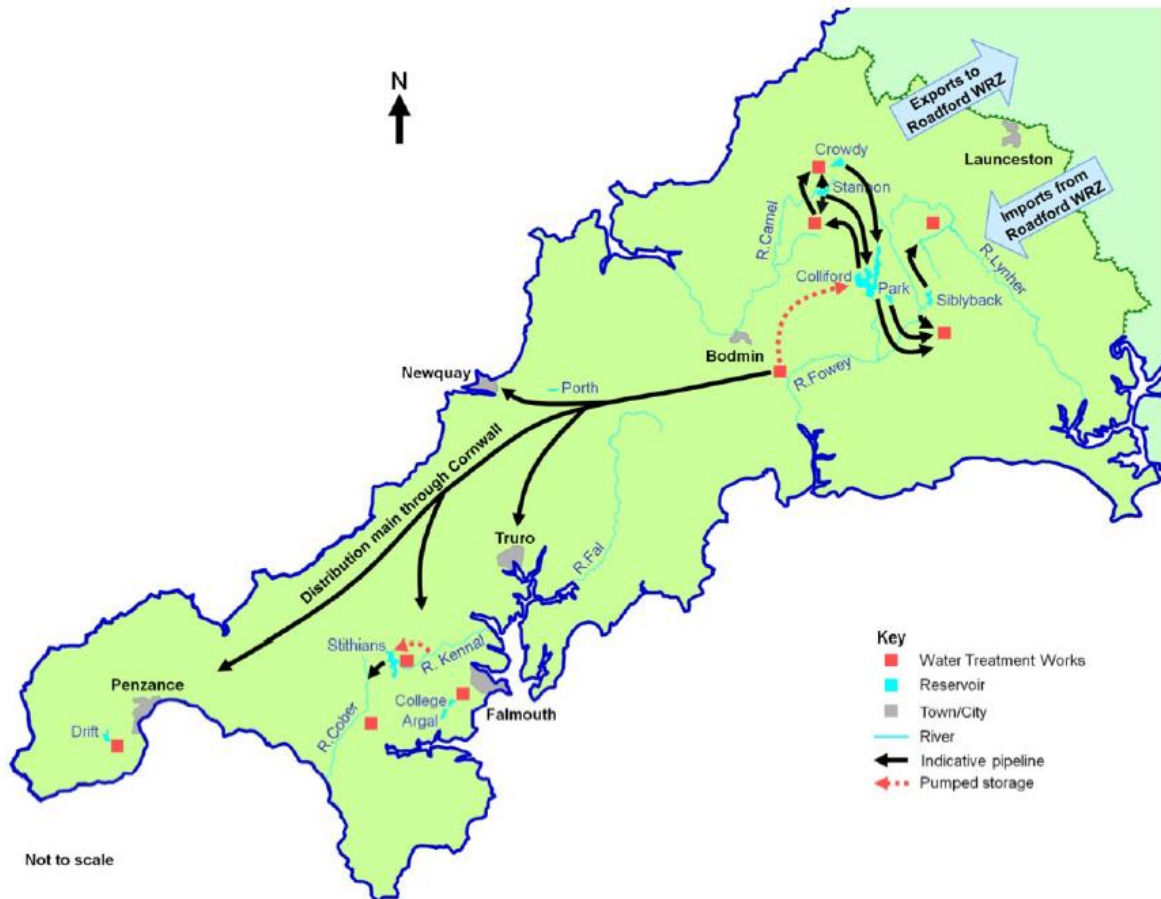 N
Exports to
Roadford WRZ
Launceston
Crowdy
Stannon
Imports from
Roadford WRZ
R.Camel
R.Lynher
Colliford
Park
Siblyback
Bodmin
R.Fowey
Newquay
Porth
Distribution main through Cornwall
Truro
R.Fal
Stithians
R. Kennal
Penzance
College
Argal
Falmouth
R.Cober
Drift
Key
Water Treatment Works
Reservoir
Town/City
River
Indicative pipeline
Pumped storage
Not to scale